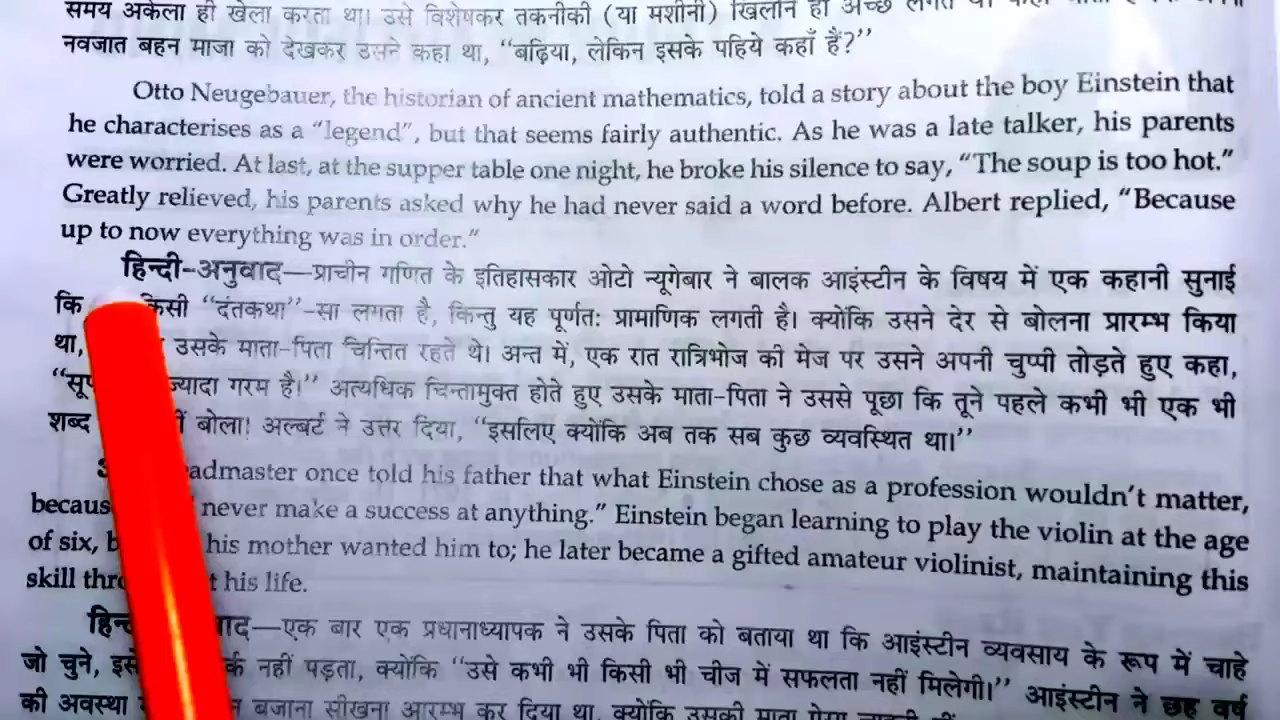 समय अकेला ही खेला करता था। उसे विशेषकर तकनीकी (या मशीनी) खिलौने ही अच्छे लगते
नवजात बहन माजा को देखकर उसने कहा था, “बढ़िया, लेकिन इसके पहिये कहाँ हैं?”
Otto Neugebauer, the historian of ancient mathematics, told a story about the boy Einstein that
he characterises as a “legend”, but that seems fairly authentic. As he was a late talker, his parents
were worried. At last, at the supper table one night, he broke his silence to say, “The soup is too hot.”
Greatly relieved, his parents asked why he had never said a word before. Albert replied, “Because
up to now everything was in order.”
हिन्दी-अनुवाद—प्राचीन गणित के इतिहासकार ओटो न्यूगेबार ने बालक आइंस्टीन के विषय में एक कहानी सुनाई
कि किसी “दंतकथा”-सा लगता है, किन्तु यह पूर्णतः प्रामाणिक लगती है। क्योंकि उसने देर से बोलना प्रारम्भ किया
था, उसके माता-पिता चिन्तित रहते थे। अन्त में, एक रात रात्रिभोज की मेज पर उसने अपनी चुप्पी तोड़ते हुए कहा,
“सूप ज्यादा गरम है।” अत्यधिक चिन्तामुक्त होते हुए उसके माता-पिता ने उससे पूछा कि तूने पहले कभी भी एक भी
शब्द बोला! अल्बर्ट ने उत्तर दिया, “इसलिए क्योंकि अब तक सब कुछ व्यवस्थित था।”
once told his father that what Einstein chose as a profession wouldn’t matter,
never make a success at anything.” Einstein began learning to play the violin at the age
of six, his mother wanted him to; he later became a gifted amateur violinist, maintaining this
skill his life.
एक बार एक प्रधानाध्यापक ने उसके पिता को बताया था कि आइंस्टीन व्यवसाय के रूप में चाहे
जो चुने, नहीं पड़ता, क्योंकि “उसे कभी भी किसी भी चीज में सफलता नहीं मिलेगी।” आइंस्टीन ने छह वर्ष
की अवस्था बजाना सीखना आरम्भ कर दिया था, क्योंकि उसकी माता